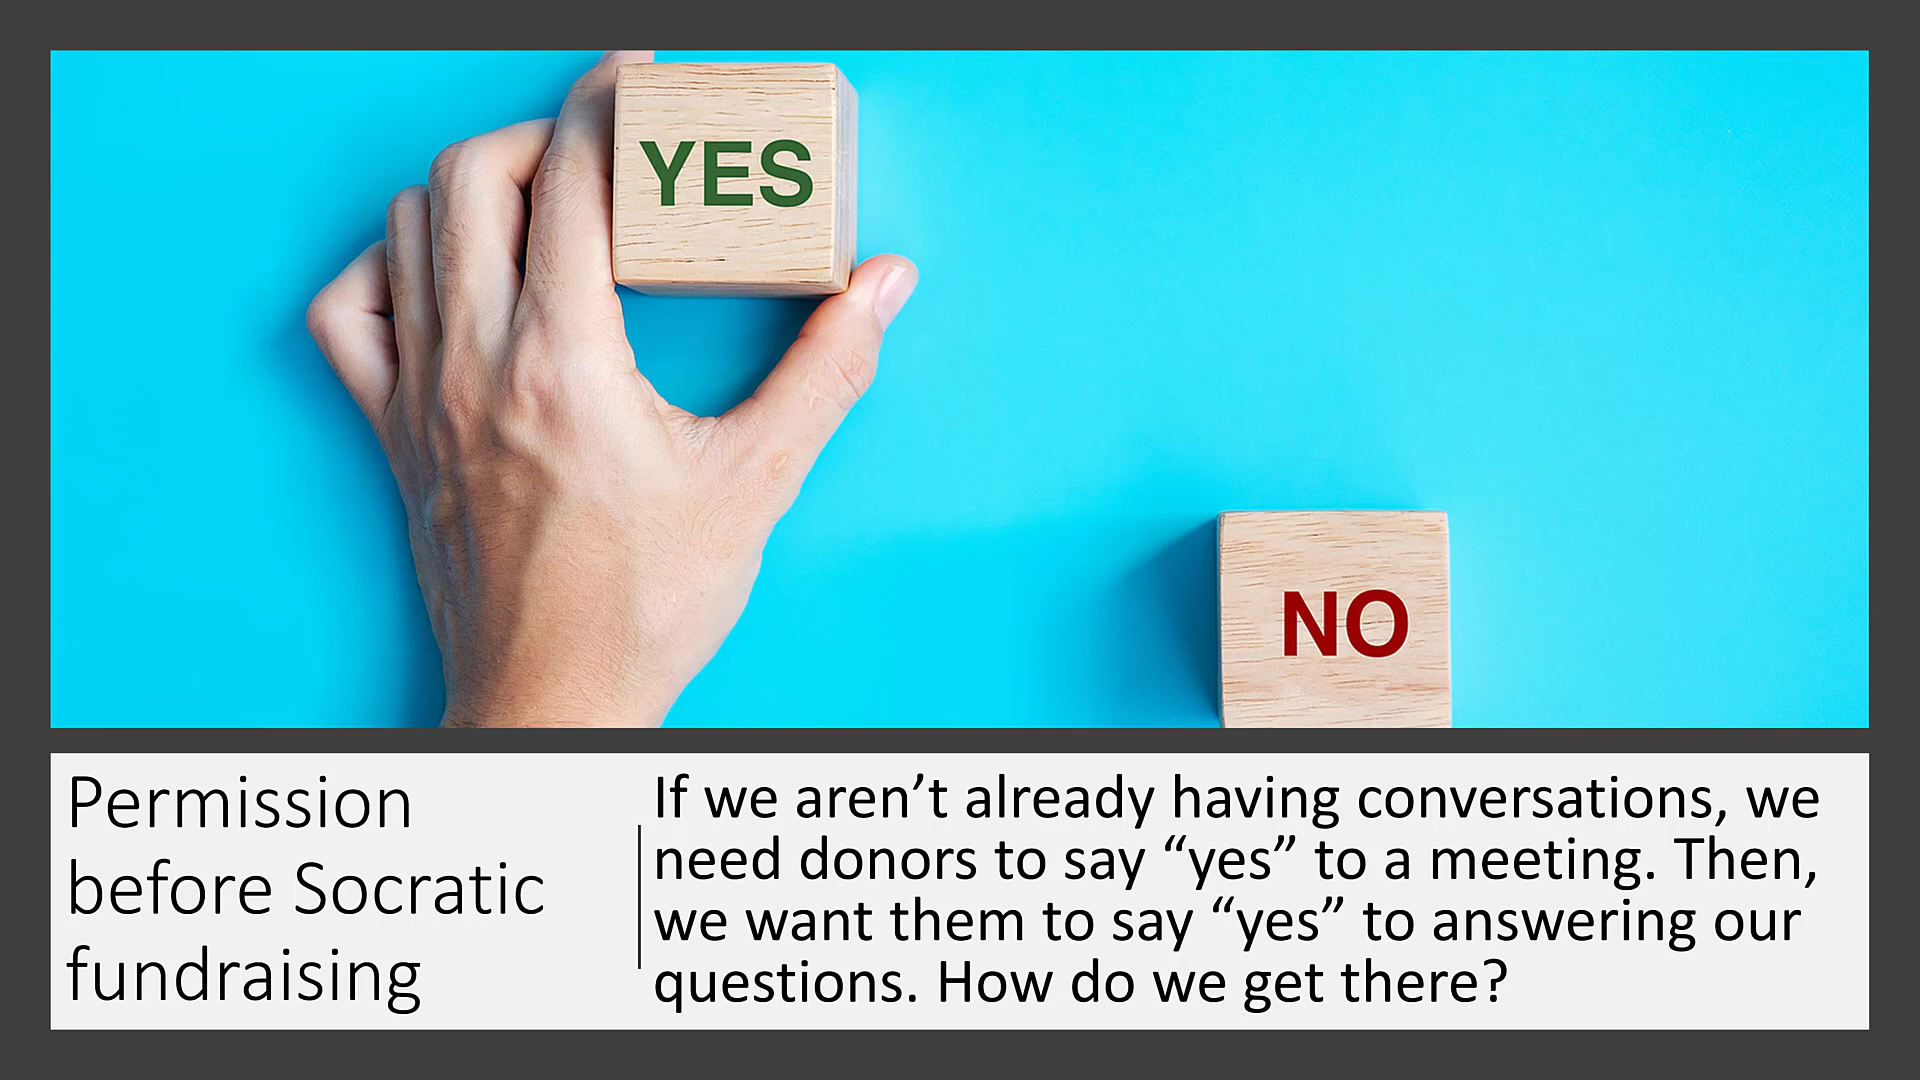 YES
NO
Permission
before Socratic
fundraising
If we aren’t already having conversations, we
need donors to say “yes” to a meeting. Then,
we want them to say “yes” to answering our
questions. How do we get there?